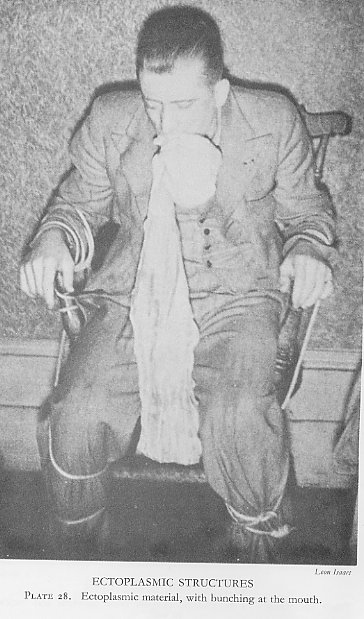 Leon Isaacs
ECTOPLASMIC STRUCTURES
PLATE 28. Ectoplasmic material, with bunching at the mouth.